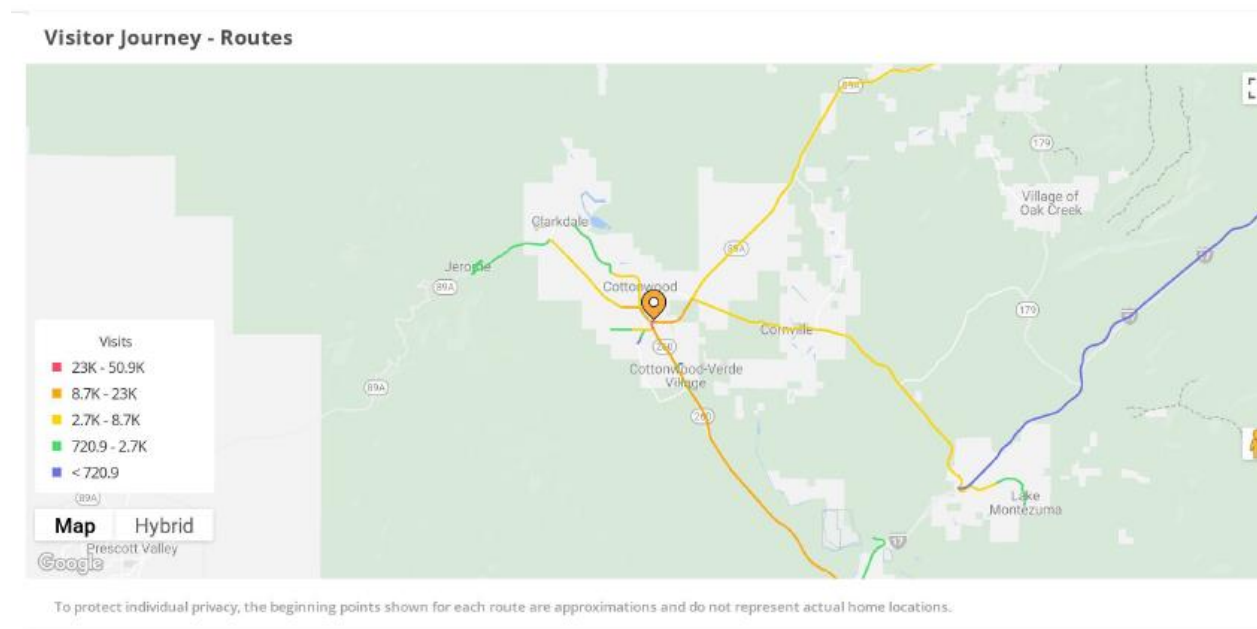 Visitor Journey - Routes
89A
179
Village of
Oak Creek
Clarkdale
89A
17
Jerome
89A
Cottonwood
179
17
Cornville
260
Visits
23K - 50.9K
8.7K - 23K
2.7K - 8.7K
720.9 - 2.7K
< 720.9
Cottonwood-Verde
Village
89A
260
89A
Lake
Montezuma
Map Hybrid
17
Prescott Valley
Google
To protect individual privacy, the beginning points shown for each route are approximations and do not represent actual home locations.